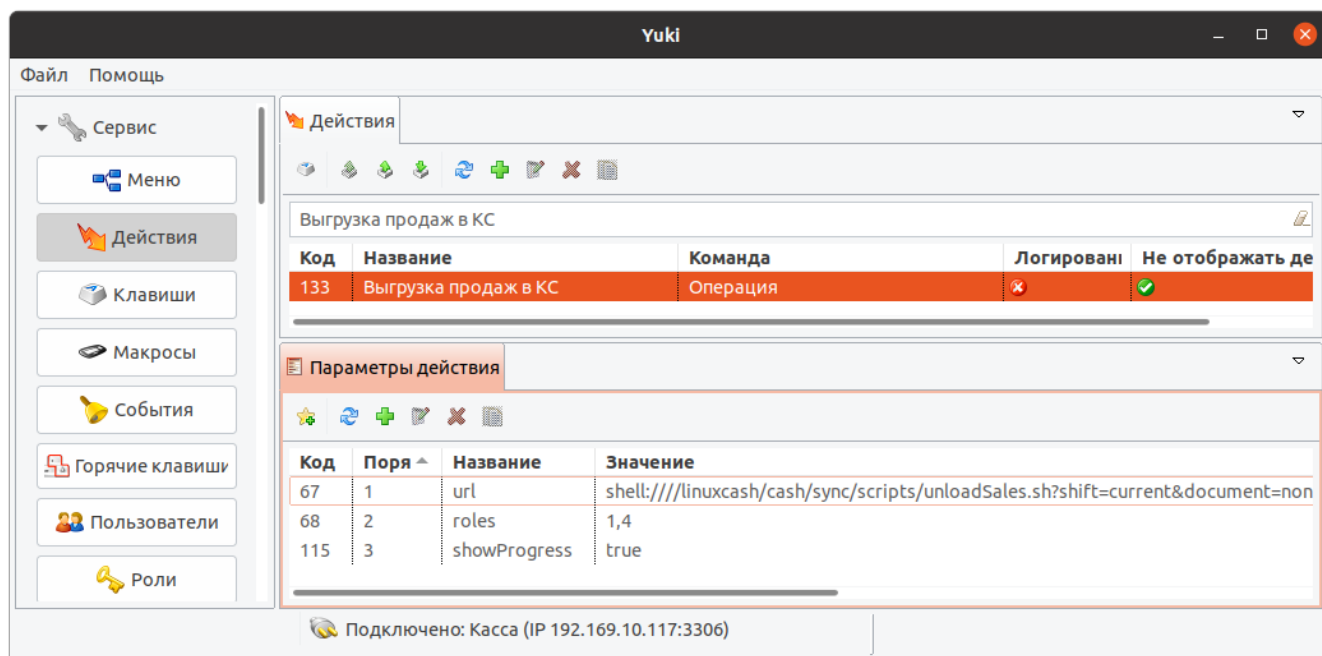 Yuki
Файл Помощь
Сервис
Меню
Действия
Клавиши
Макросы
События
Горячие клавиши
Пользователи
Роли
Действия
Выгрузка продаж в КС
Код Название Команда Логировані Не отображать де
133 Выгрузка продаж в КС Операция
Параметры действия
Код Поря Название Значение
67 1 url shell:////linuxcash/cash/sync/scripts/unloadSales.sh?shift=current&document=non
68 2 roles 1,4
115 3 showProgress true
Подключено: Касса (IP 192.169.10.117:3306)